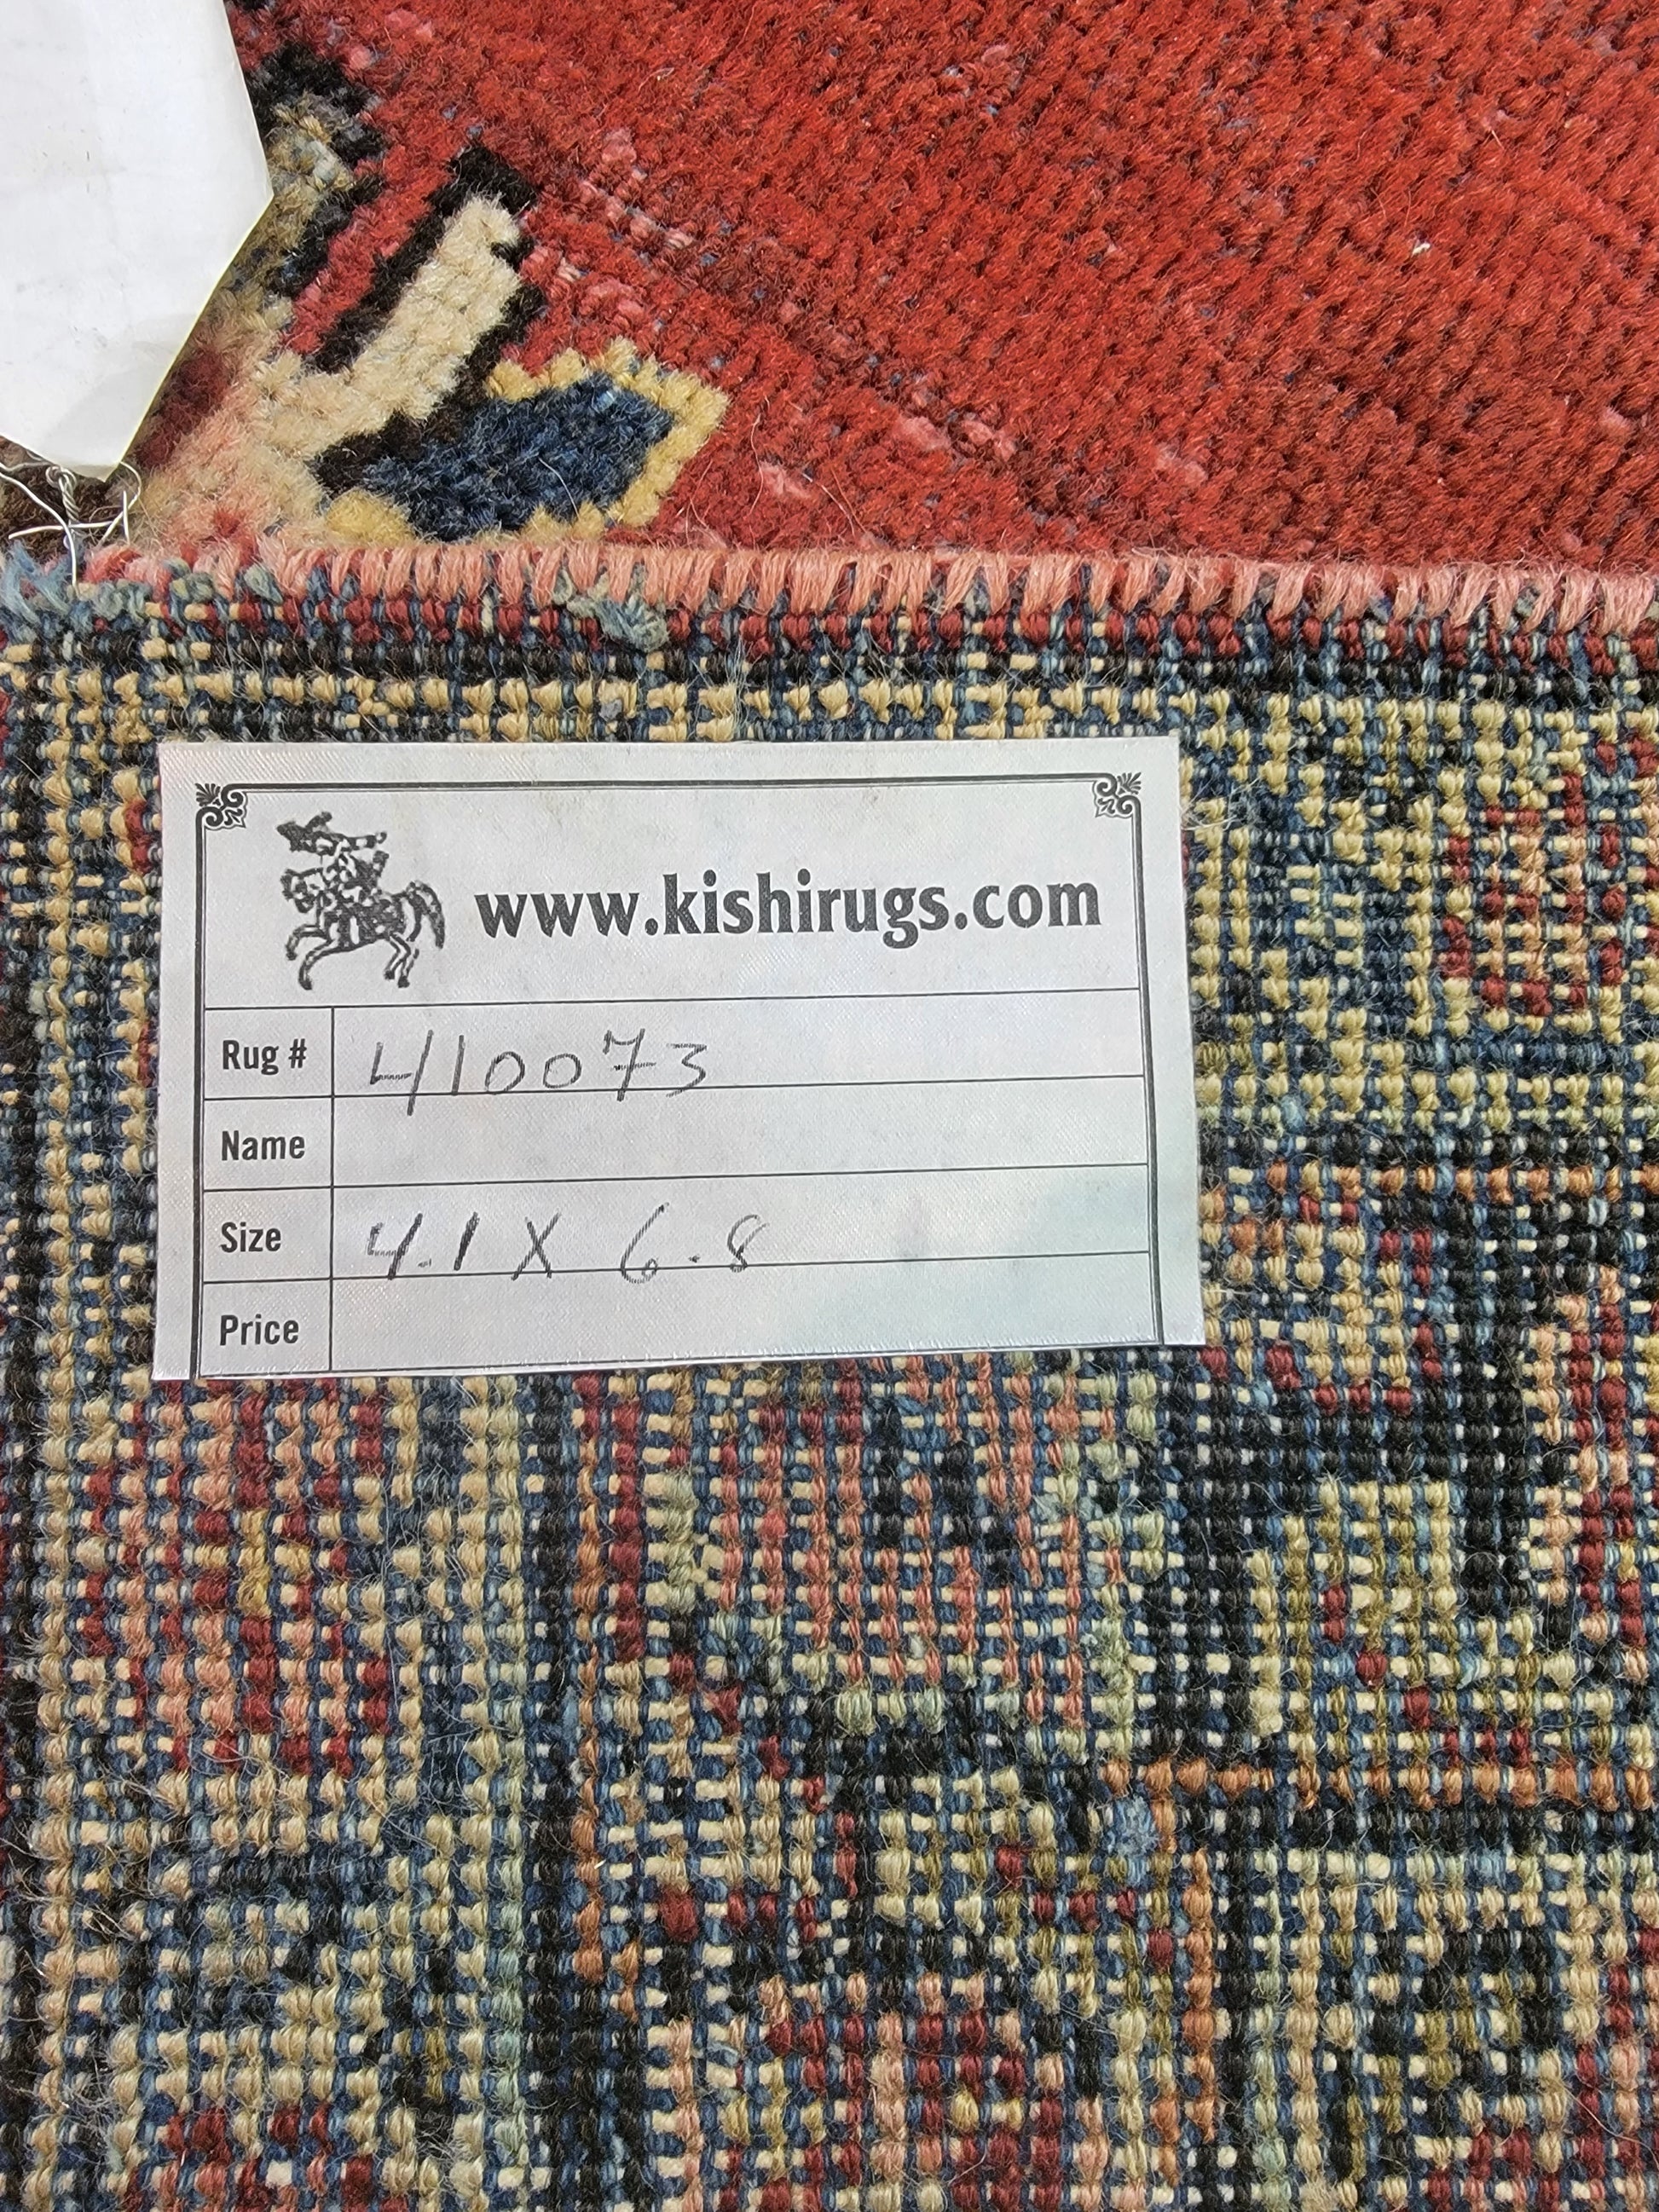 www.kishirugs.com
Rug # 410073
Name
Size 4.1 X 6.8
Price